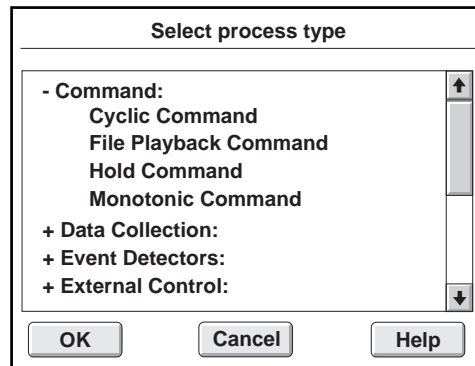 Select process type
- Command:
Cyclic Command
File Playback Command
Hold Command
Monotonic Command
+ Data Collection:
+ Event Detectors:
+ External Control:
OK Cancel Help